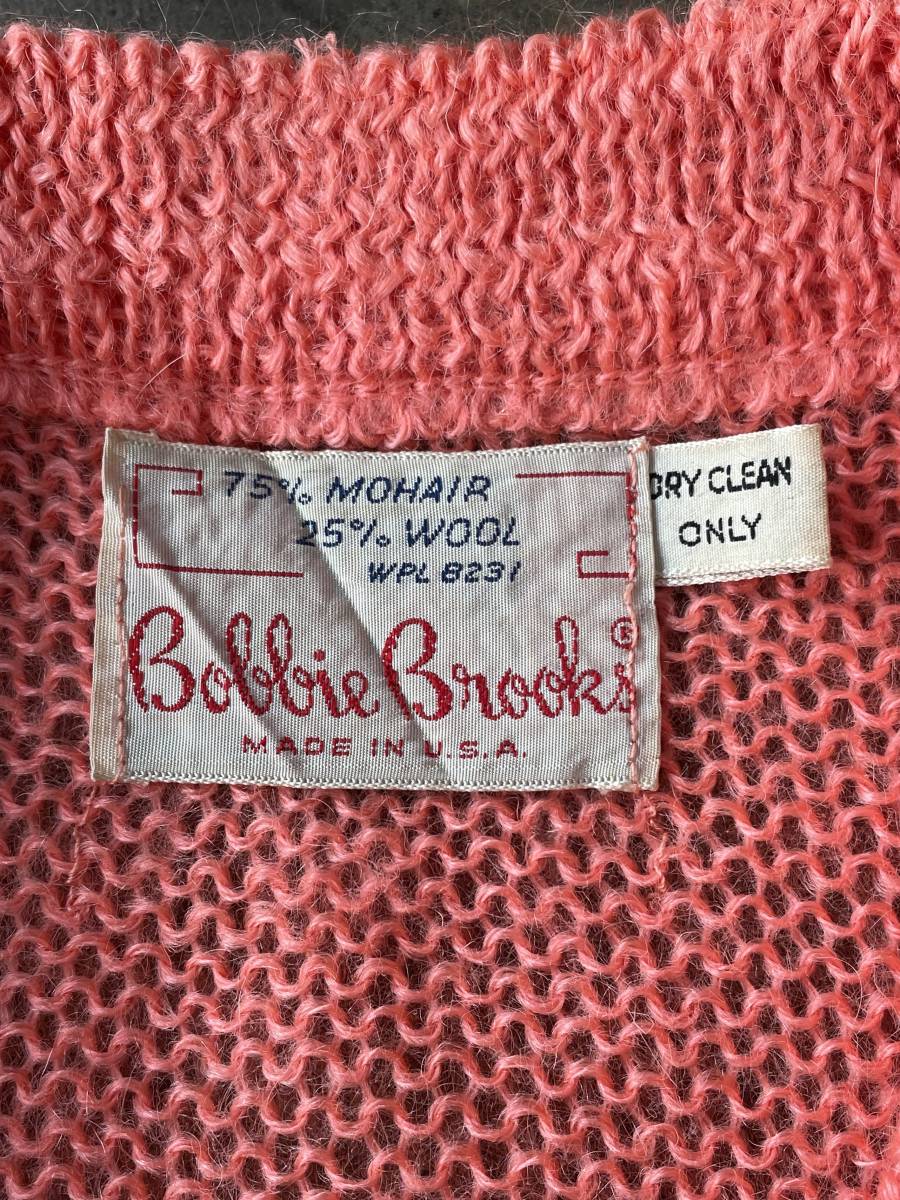 75% MOHAIR
25% WOOL
WPL 8231
Bobbie Brooks®
MADE IN U.S.A.
DRY CLEAN
ONLY